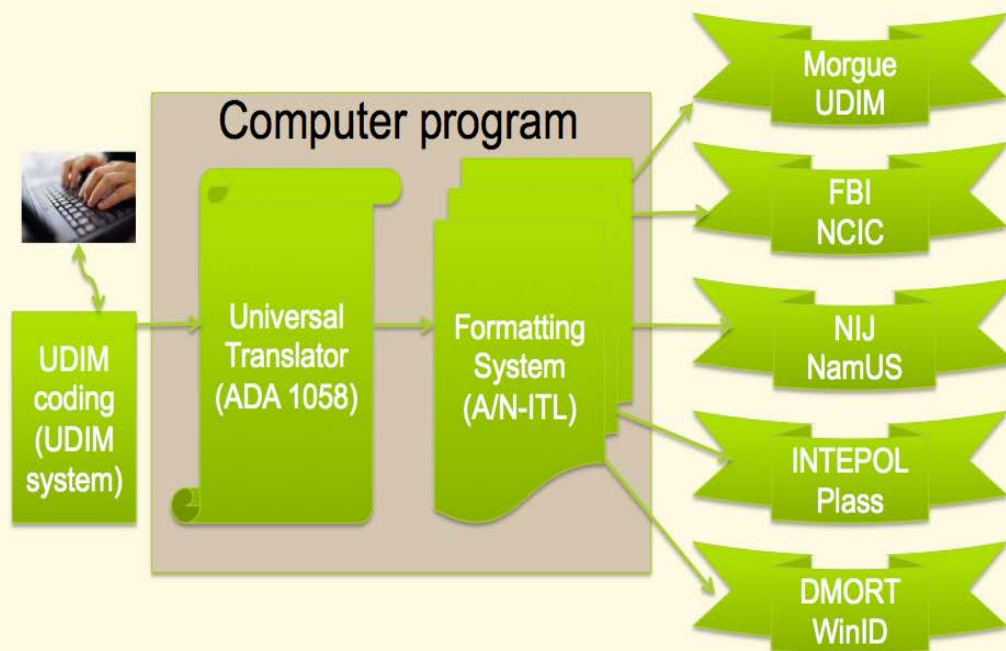 Computer program
UDIM
coding
(UDIM
system)
Universal
Translator
(ADA 1058)
Formatting
System
(A/N-ITL)
Morgue
UDIM
FBI
NCIC
NIJ
NamUS
INTEPOL
Plass
DMORT
WinID